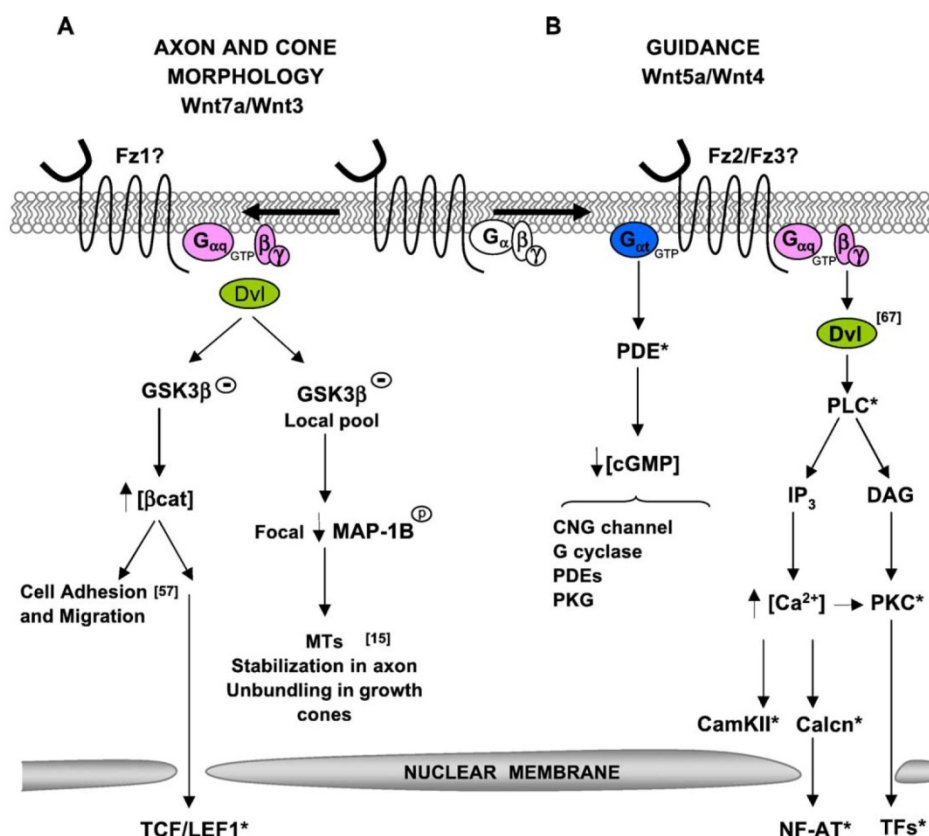 A
AXON AND CONE
MORPHOLOGY
Wnt7a/Wnt3
Fz1?
Gαq
GTP
β
γ
Dvl
GSK3β -
GSK3β -
Local pool
[βcat]
Focal MAP-1B P
Cell Adhesion [57]
and Migration
MTs [15]
Stabilization in axon
Unbundling in growth
cones
TCF/LEF1*
Gα
β
γ
B
GUIDANCE
Wnt5a/Wnt4
Fz2/Fz3?
Gαt
GTP
PDE*
[cGMP]
CNG channel
G cyclase
PDEs
PKG
Gαq
GTP
β
γ
Dvl [67]
PLC*
IP3
DAG
[Ca2+]
PKC*
CamKII*
Calcn*
NUCLEAR MEMBRANE
NF-AT*
TFs*